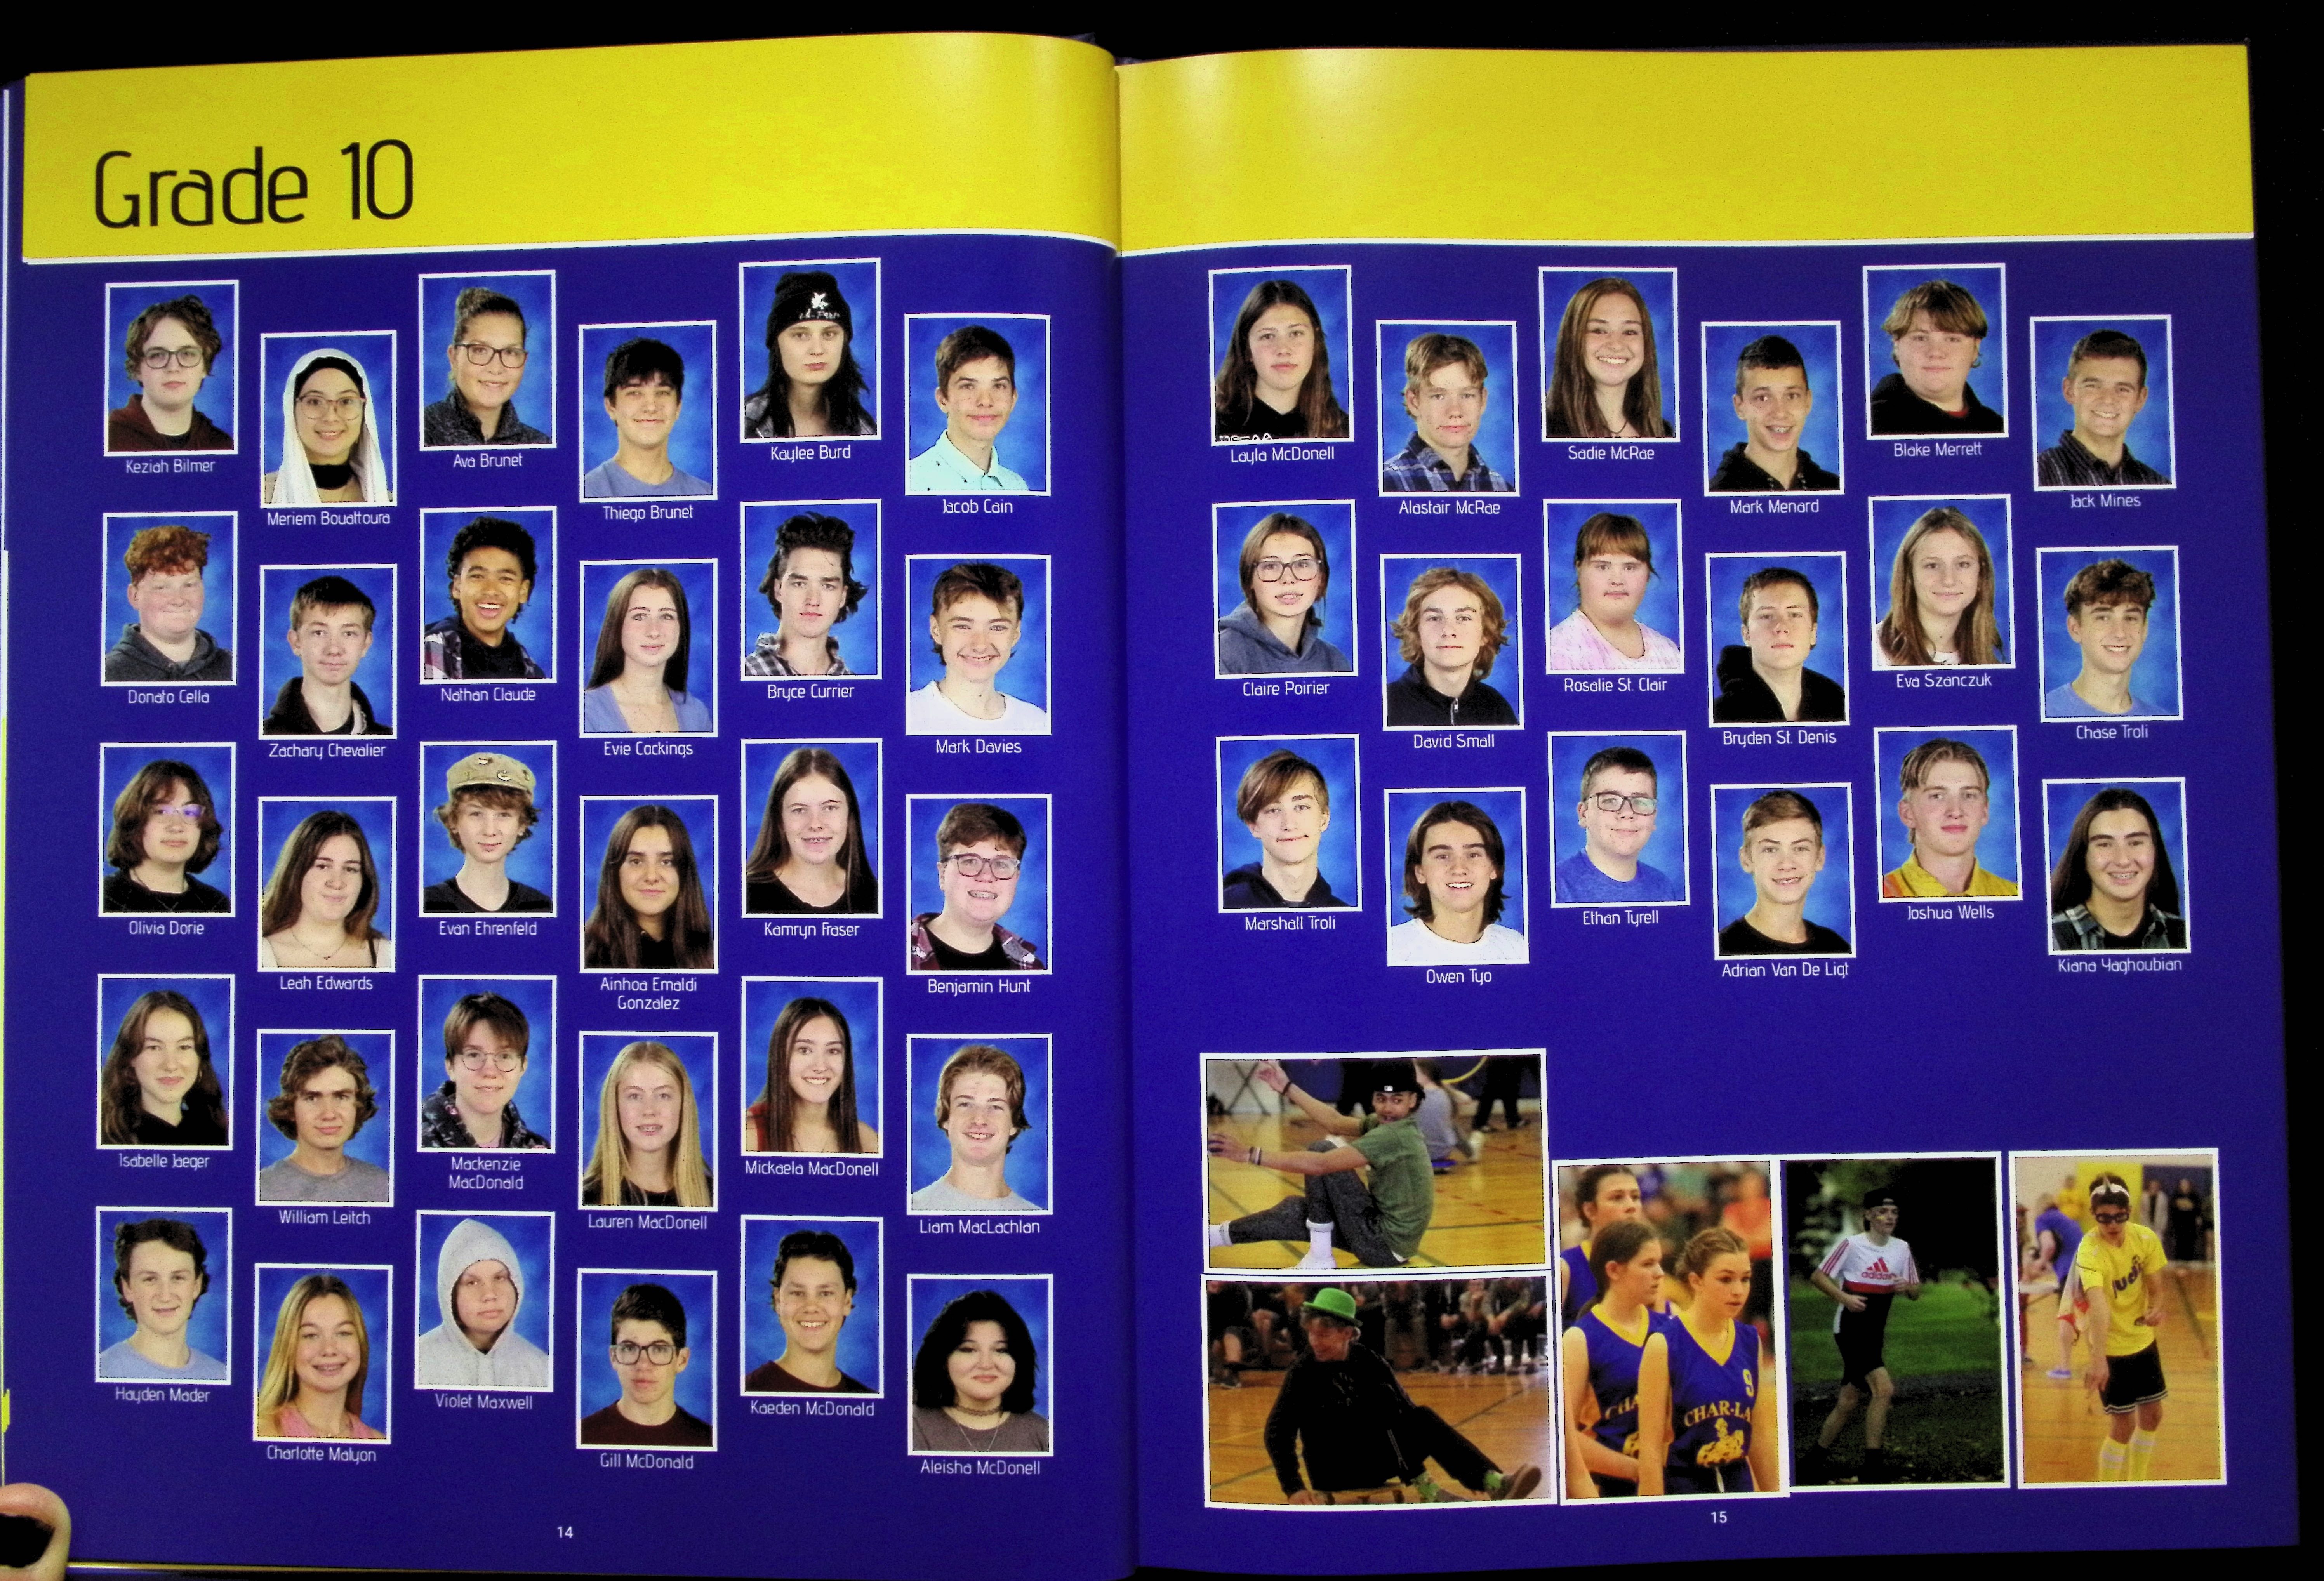 Grade 10
Keziah Bilmer
Meriem Bouattoura
Ava Brunet
Thiego Brunet
Kaylee Burd
Jacob Cain
Donato Cella
Zachary Chevalier
Nathan Claude
Evie Cockings
Bryce Currier
Mark Davies
Olivia Dorie
Leah Edwards
Evan Ehrenfeld
Ainhoa Emaldi
Gonzalez
Kamryn Fraser
Benjamin Hunt
Isabelle Jaeger
William Leitch
Mackenzie
MacDonald
Lauren MacDonell
Mickaela MacDonell
Liam MacLachlan
Hayden Mader
Charlotte Malyon
Violet Maxwell
Gill McDonald
Kaeden McDonald
Aleisha McDonell
14
Layla McDonell
Alastair McRae
Sadie McRae
Mark Menard
Blake Merrett
Jack Mines
Claire Poirier
David Small
Rosalie St. Clair
Bryden St. Denis
Eva Szanczuk
Chase Troli
Marshall Troli
Owen Tyo
Ethan Tyrell
Adrian Van De Ligt
Joshua Wells
Kiana Yaghoubian
9
CHAR-LA
adidas
15